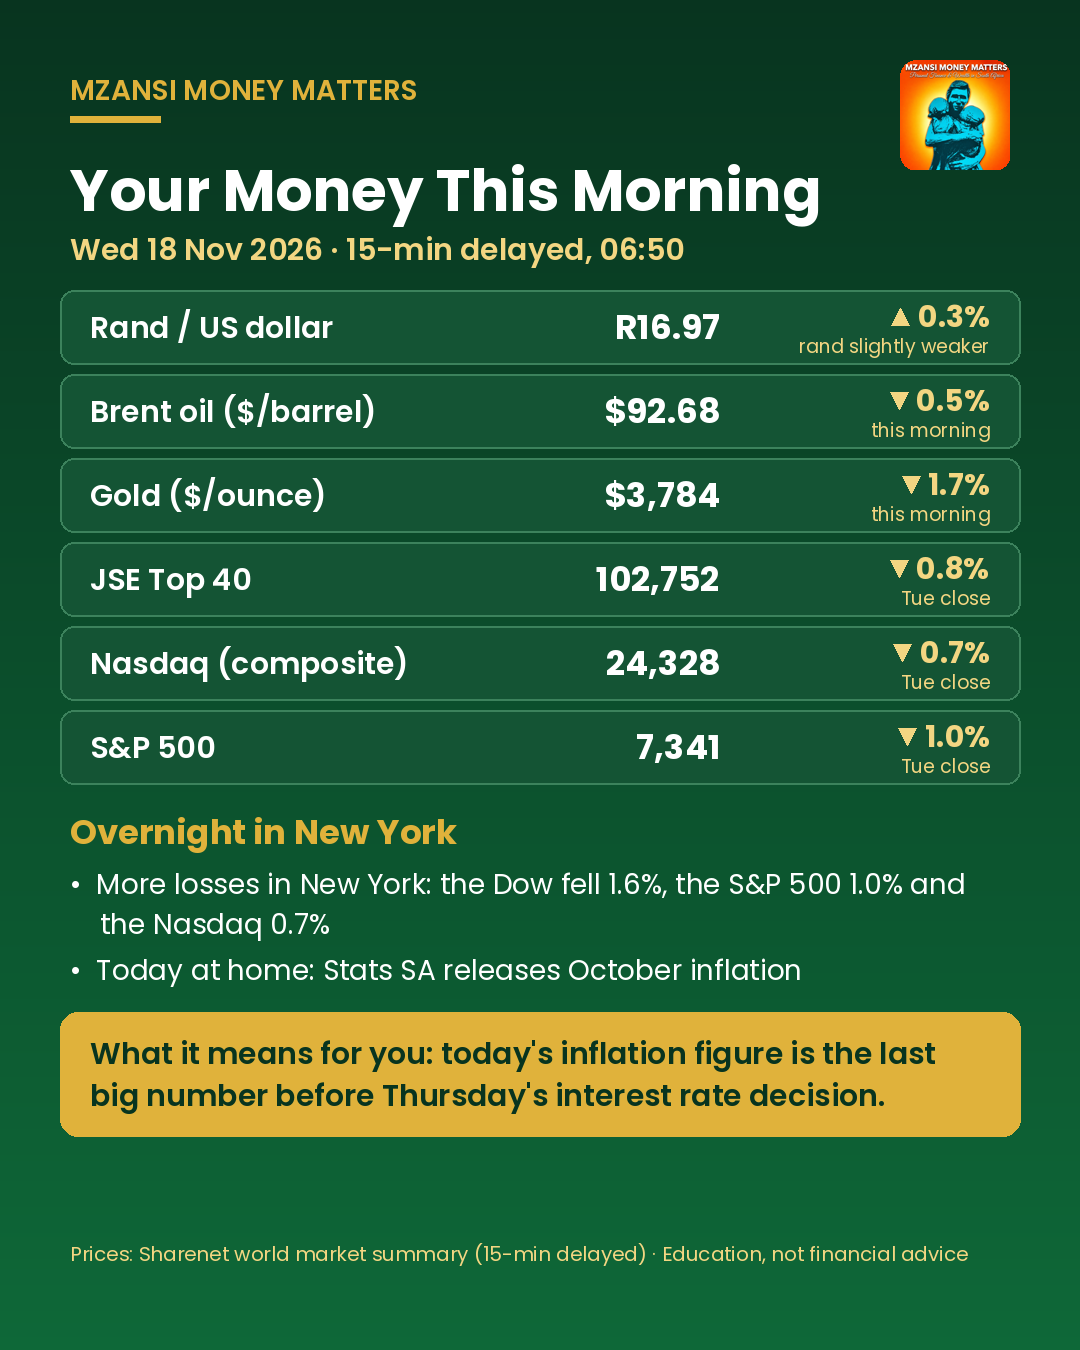 MZANSI MONEY MATTERS
MZANSI MONEY MATTERS
Your Money This Morning
Wed 18 Nov 2026 · 15-min delayed, 06:50
Rand / US dollar R16.97 ▲ 0.3%
rand slightly weaker
Brent oil ($/barrel) $92.68 ▼ 0.5%
this morning
Gold ($/ounce) $3,784 ▼ 1.7%
this morning
JSE Top 40 102,752 ▼ 0.8%
Tue close
Nasdaq (composite) 24,328 ▼ 0.7%
Tue close
S&P 500 7,341 ▼ 1.0%
Tue close
Overnight in New York
• More losses in New York: the Dow fell 1.6%, the S&P 500 1.0% and
the Nasdaq 0.7%
• Today at home: Stats SA releases October inflation
What it means for you: today's inflation figure is the last
big number before Thursday's interest rate decision.
Prices: Sharenet world market summary (15-min delayed) · Education, not financial advice